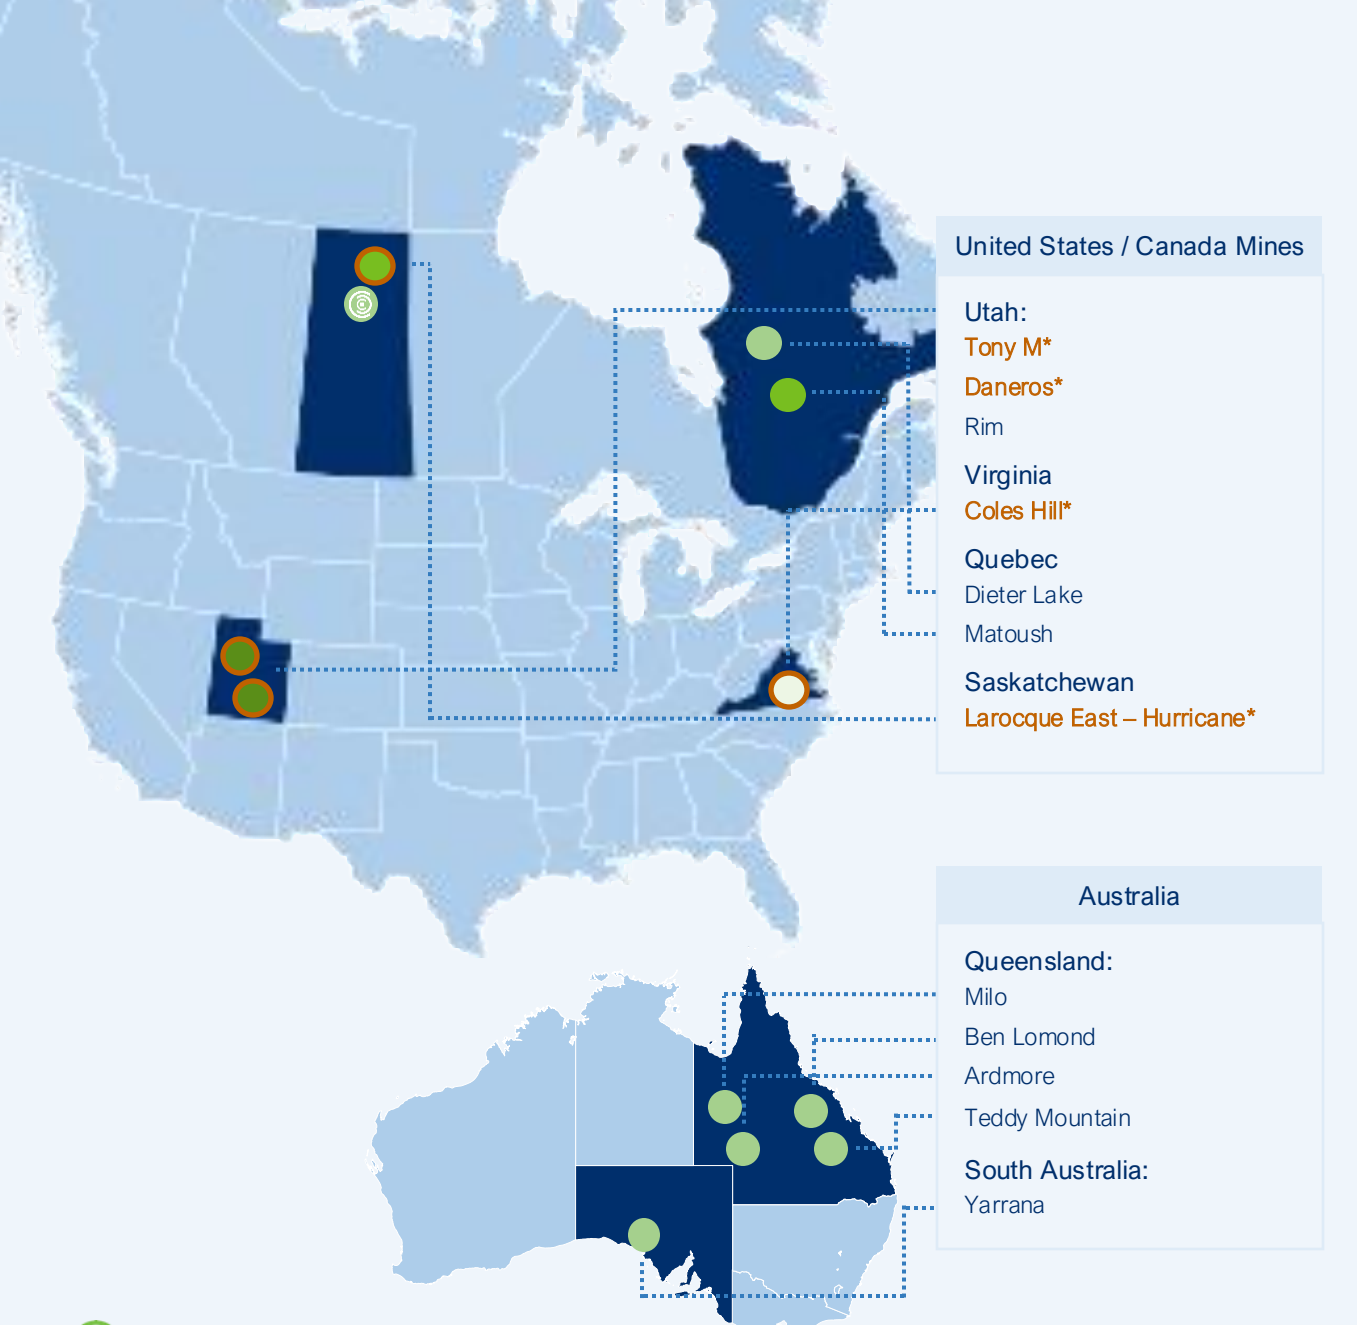 United States / Canada Mines
Utah:
Tony M*
Daneros*
Rim
Virginia
Coles Hill*
Quebec
Dieter Lake
Matoush
Saskatchewan
Larocque East – Hurricane*
Australia
Queensland:
Milo
Ben Lomond
Ardmore
Teddy Mountain
South Australia:
Yarrana